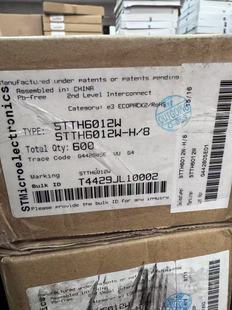 Manufactured under patents or patents pending
Assembled in: CHINA
Pb-free 2nd Level Interconnect
Category: e3 ECOPACK2/RoHS
TYPE: STTH6012W
STTH6012W-H/8
Total Qty: 600
Trace Code VU 64
Marking STTH6012W
Bulk ID T4429JL10002
Please provide the bulk ID for any inquiry
STMicroelectronics